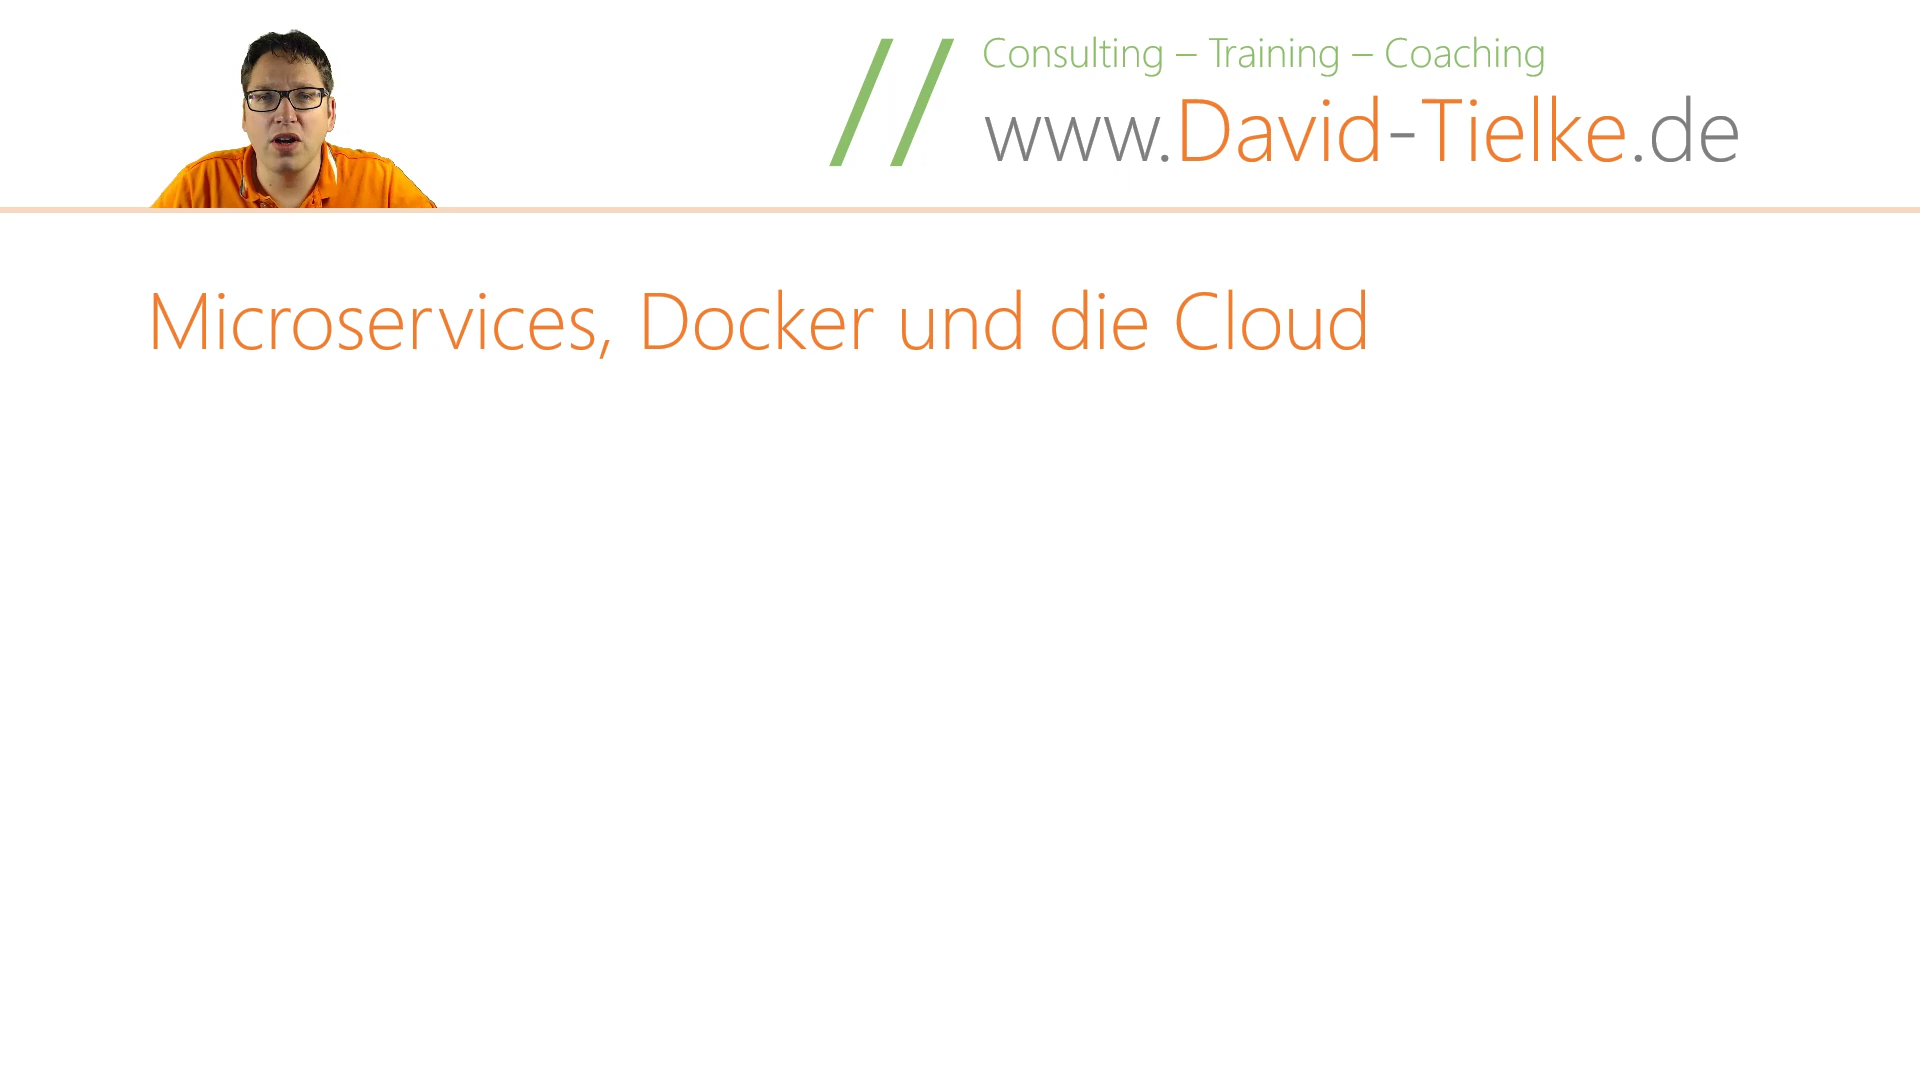 // Consulting – Training – Coaching
www.David-Tielke.de
Microservices, Docker und die Cloud